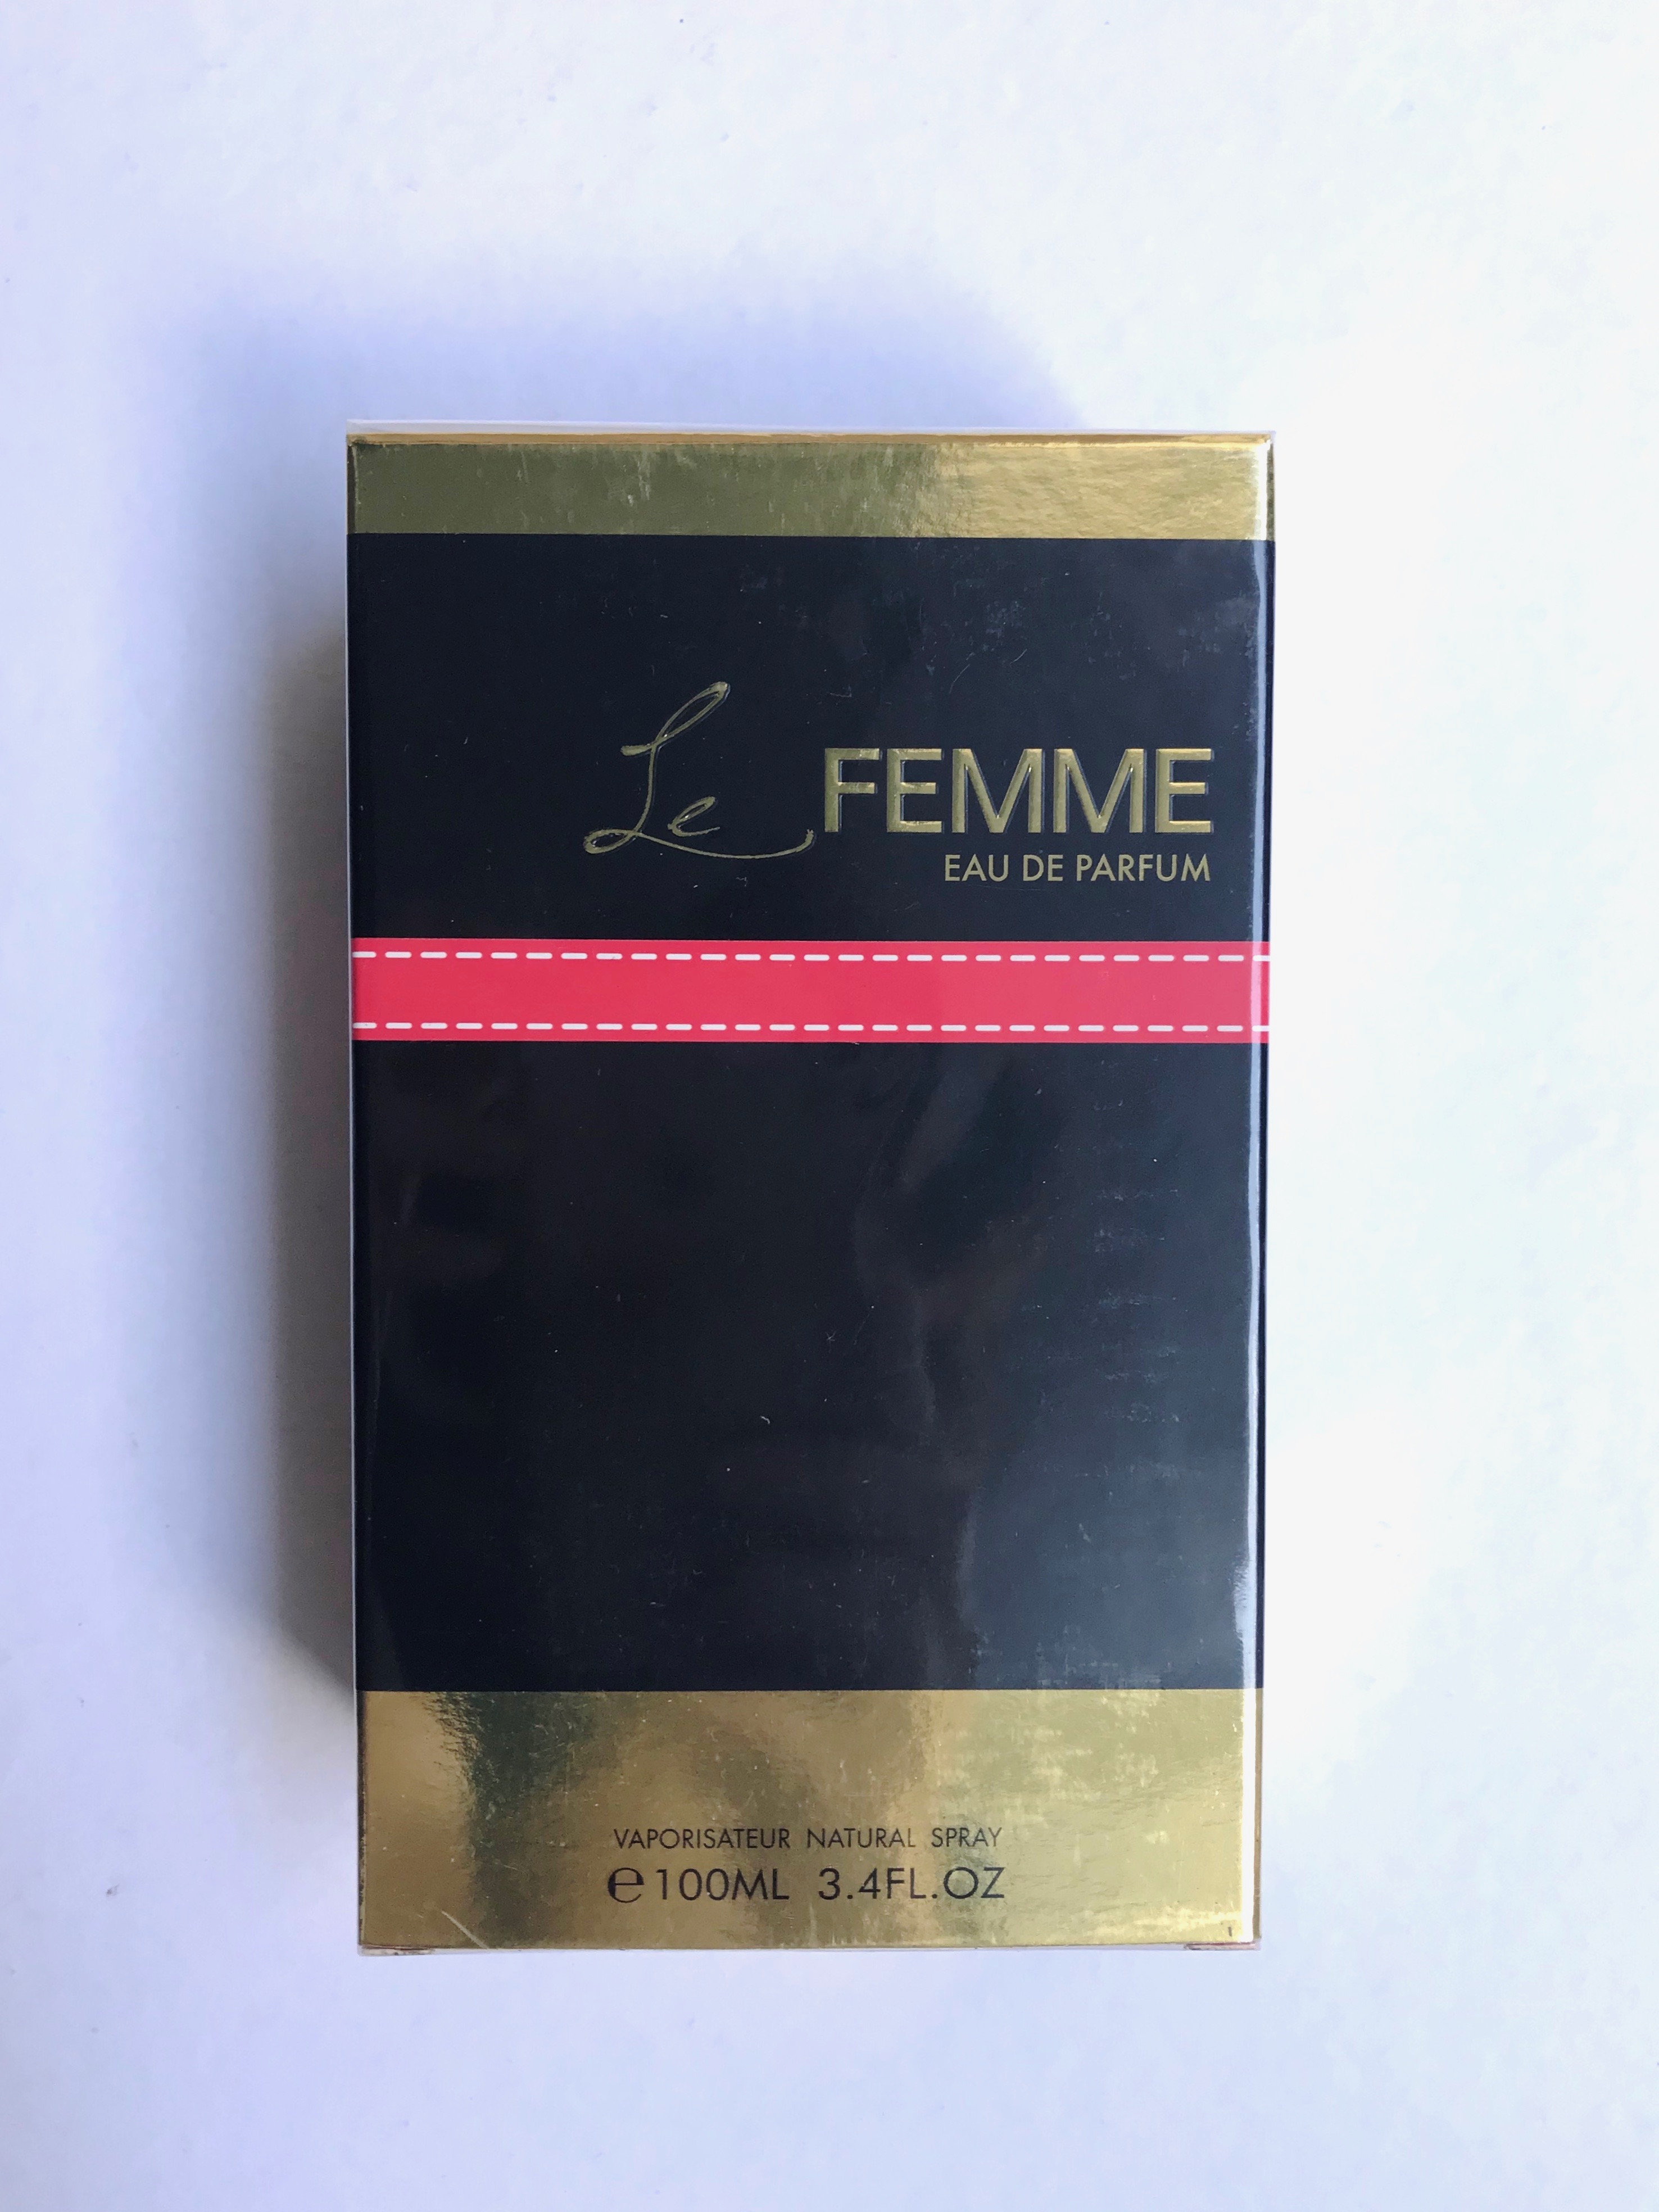 Le FEMME
EAU DE PARFUM
VAPORISATEUR NATURAL SPRAY
℮100ML 3.4FL.OZ